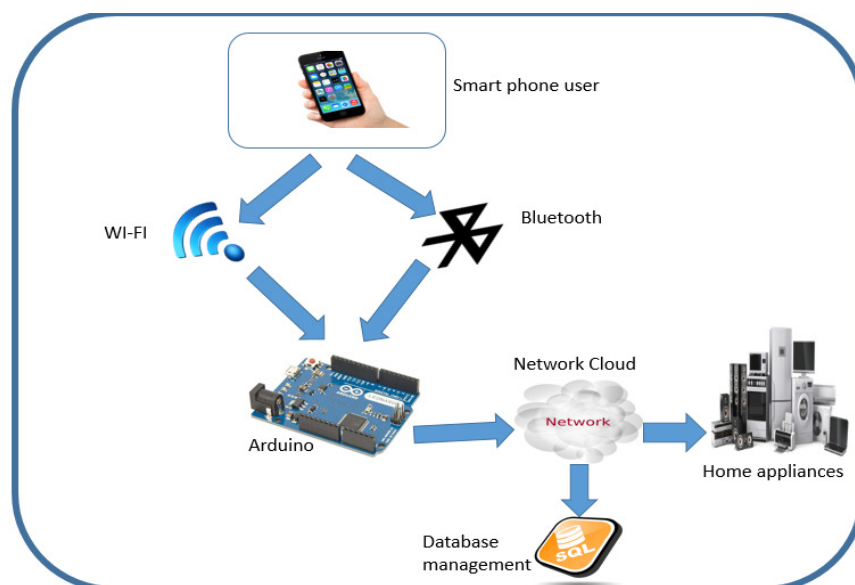 Smart phone user
WI-FI
Bluetooth
Network Cloud
Network
Arduino
Home appliances
Database
management
SQL